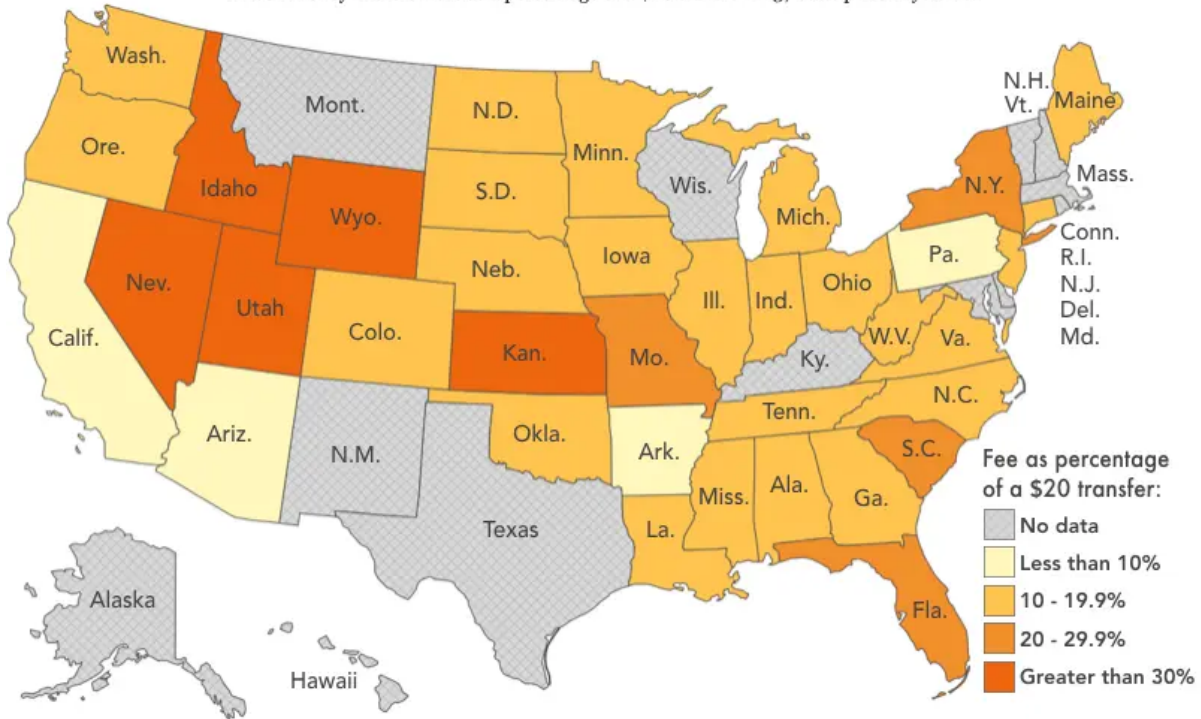 Wash.
Mont.
N.D.
Minn.
N.H.
Vt.
Maine
Ore.
Idaho
Wyo.
S.D.
Wis.
Mich.
N.Y.
Mass.
Conn.
R.I.
N.J.
Del.
Md.
Nev.
Utah
Colo.
Neb.
Iowa
Ill.
Ind.
Ohio
Pa.
Calif.
Kan.
Mo.
Ky.
W.V.
Va.
Ariz.
N.M.
Okla.
Ark.
Tenn.
N.C.
S.C.
Texas
La.
Miss.
Ala.
Ga.
Fla.
Alaska
Hawaii
Fee as percentage
of a $20 transfer:
No data
Less than 10%
10 - 19.9%
20 - 29.9%
Greater than 30%